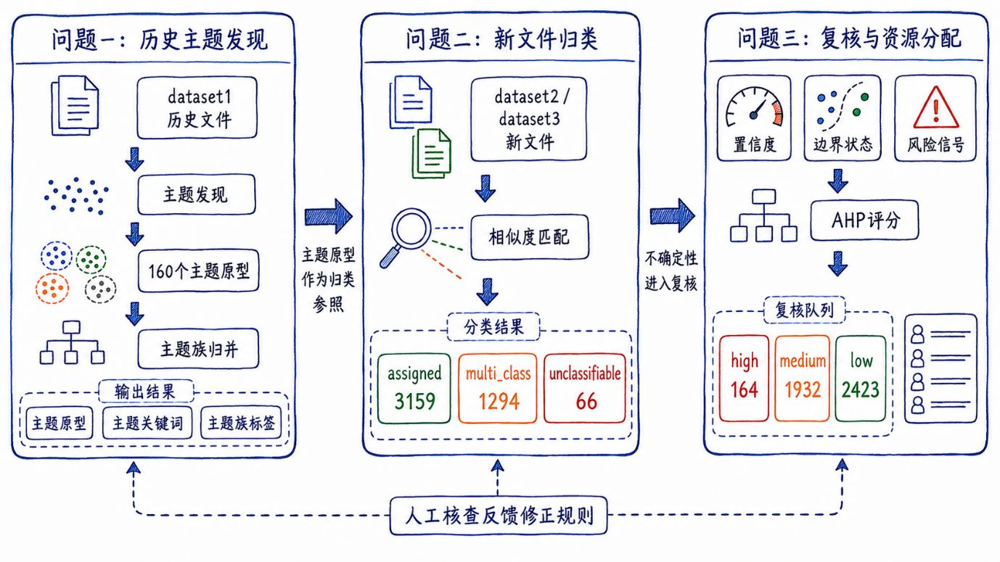 问题一：历史主题发现
dataset1
历史文件
主题发现
160个主题原型
主题族归并
输出结果
主题原型
主题关键词
主题族标签
主题原型
作为归类
参照
问题二：新文件归类
dataset2 /
dataset3
新文件
相似度匹配
分类结果
assigned
3159
multi_class
1294
unclassifiable
66
不确定性
进入复核
问题三：复核与资源分配
置信度
边界状态
风险信号
AHP评分
复核队列
high
164
medium
1932
low
2423
人工核查反馈修正规则